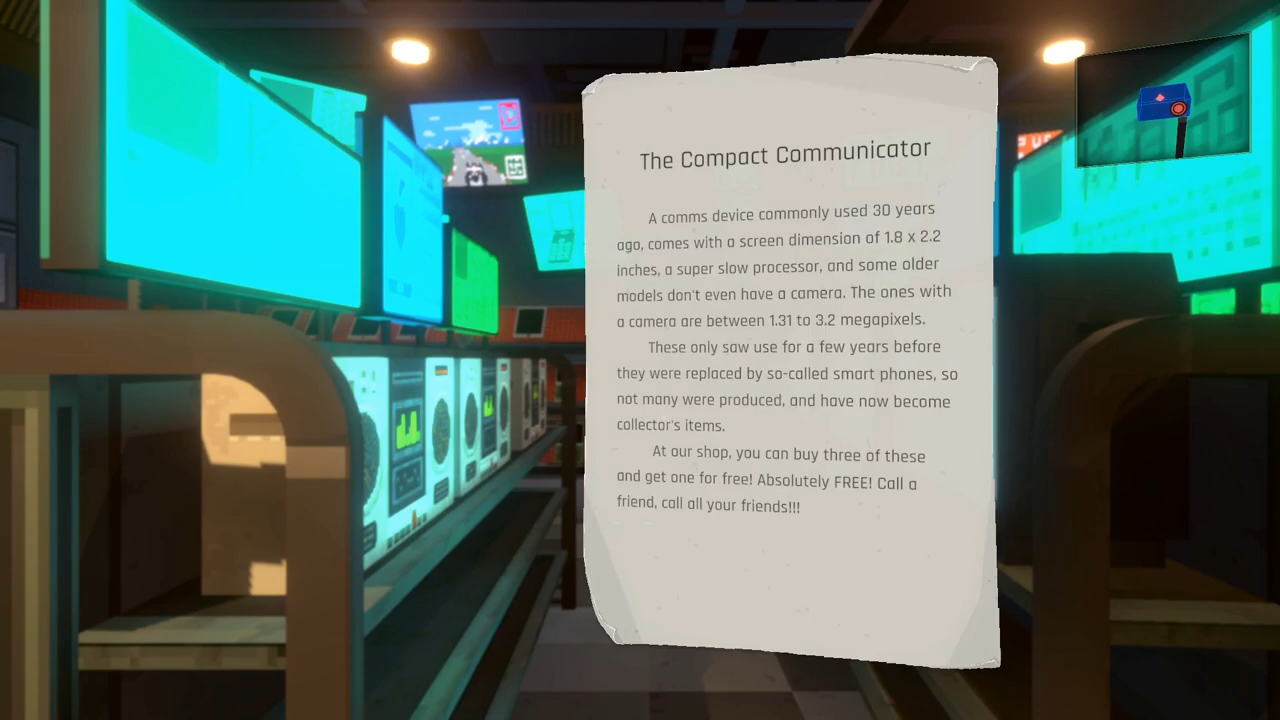 The Compact Communicator
A comms device commonly used 30 years
ago, comes with a screen dimension of 1.8 x 2.2
inches, a super slow processor, and some older
models don't even have a camera. The ones with
a camera are between 1.31 to 3.2 megapixels.
These only saw use for a few years before
they were replaced by so-called smart phones, so
not many were produced, and have now become
collector's items.
At our shop, you can buy three of these
and get one for free! Absolutely FREE! Call a
friend, call all your friends!!!